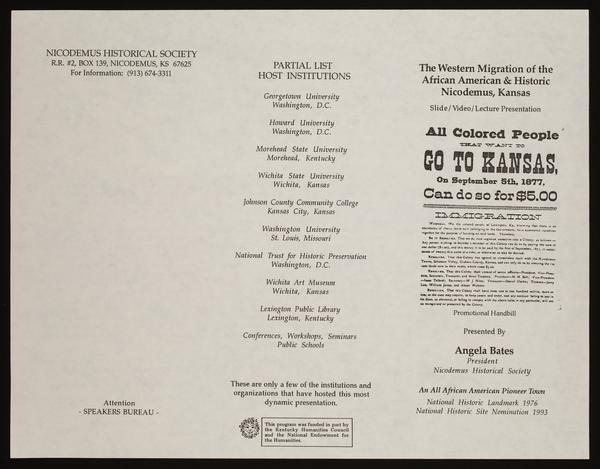 NICODEMUS HISTORICAL SOCIETY
R.R. #2, BOX 139, NICODEMUS, KS 67625
For Information: (913) 674-3311
Attention
- SPEAKERS BUREAU -
PARTIAL LIST
HOST INSTITUTIONS
Georgetown University
Washington, D.C.
Howard University
Washington, D.C.
Morehead State University
Morehead, Kentucky
Wichita State University
Wichita, Kansas
Johnson County Community College
Kansas City, Kansas
Washington University
St. Louis, Missouri
National Trust for Historic Preservation
Washington, D.C.
Wichita Art Museum
Wichita, Kansas
Lexington Public Library
Lexington, Kentucky
Conferences, Workshops, Seminars
Public Schools
These are only a few of the institutions and
organizations that have hosted this most
dynamic presentation.
This program was funded in part by
the Kentucky Humanities Council
and the National Endowment for
the Humanities.
The Western Migration of the
African American & Historic
Nicodemus, Kansas
Slide/Video/Lecture Presentation
All Colored People
THAT WANT TO
GO TO KANSAS,
On September 5th, 1877,
Can do so for $5.00
IMMIGRATION
Promotional Handbill
Presented By
Angela Bates
President
Nicodemus Historical Society
An All African American Pioneer Town
National Historic Landmark 1976
National Historic Site Nomination 1993